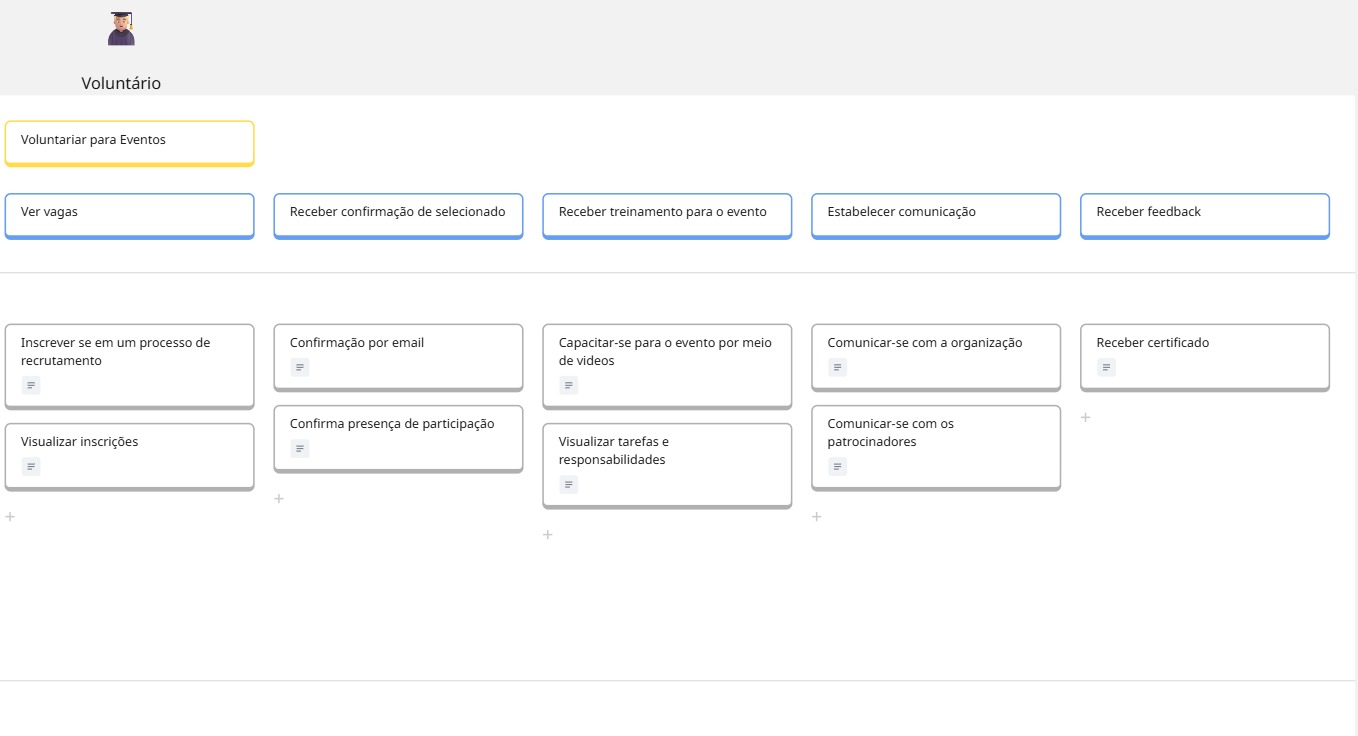 Voluntário
Voluntariar para Eventos
Ver vagas
Receber confirmação de selecionado
Receber treinamento para o evento
Estabelecer comunicação
Receber feedback
Inscrever se em um processo de
recrutamento
Visualizar inscrições
Confirmação por email
Confirma presença de participação
Capacitar-se para o evento por meio
de videos
Visualizar tarefas e
responsabilidades
Comunicar-se com a organização
Comunicar-se com os
patrocinadores
Receber certificado